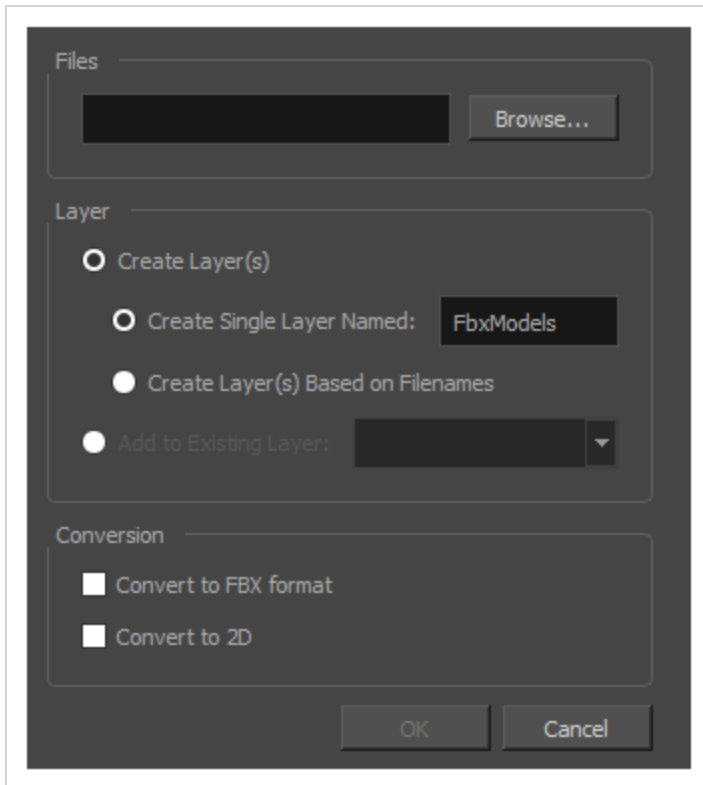 Files
Browse...
Layer
Create Layer(s)
Create Single Layer Named: FbxModels
Create Layer(s) Based on Filenames
Add to Existing Layer:
Conversion
Convert to FBX format
Convert to 2D
OK Cancel